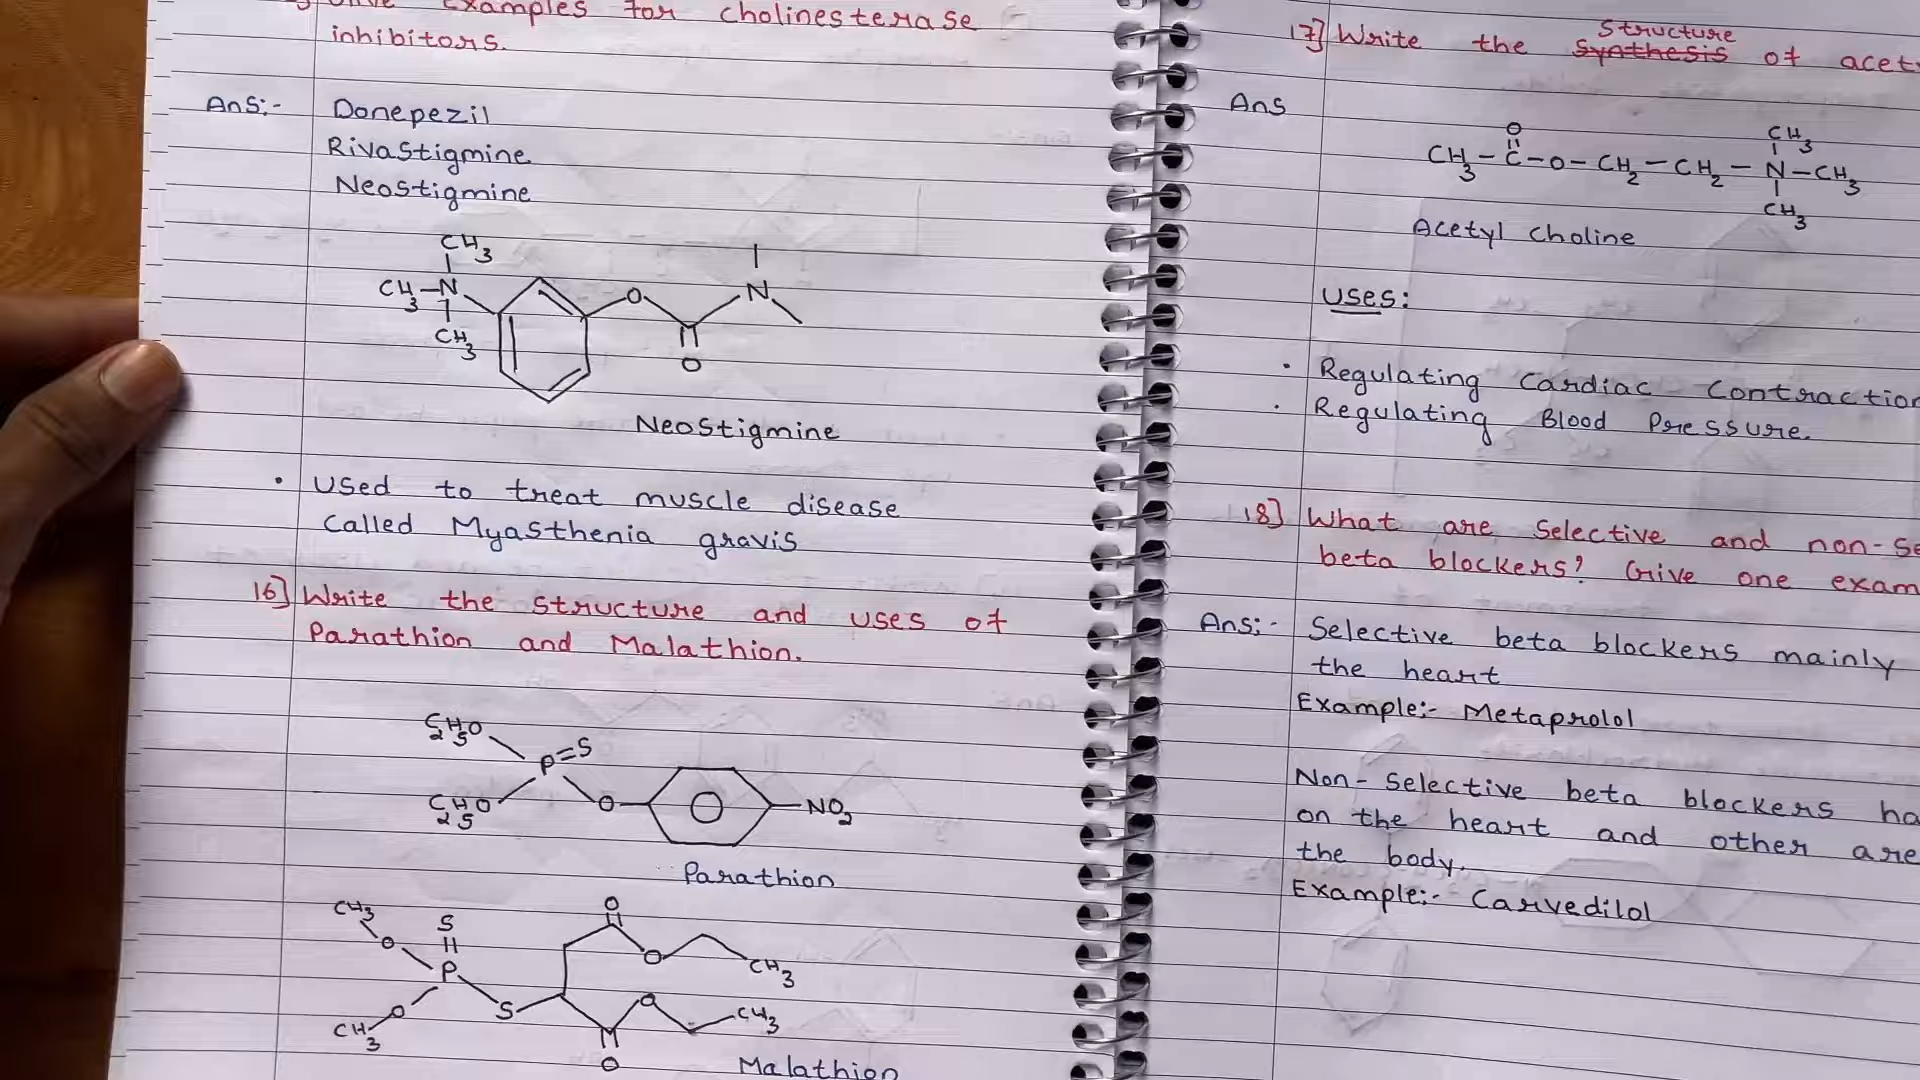 examples for cholinesterase
inhibitors.
Ans:- Donepezil
Rivastigmine
Neostigmine
CH3
CH3-N
CH3
O
N
O
Neostigmine
• used to treat muscle disease
called Myasthenia gravis
16] Write the structure and uses of
Parathion and Malathion.
C2H5O
P=S
C2H5O
O
NO2
Parathion
CH3
S
O
O
P
O
CH3
O
S
O
CH3
CH3
O
Malathion
17] Write the structure
synthesis of acet
Ans
O
CH3
CH3-C-O-CH2-CH2-N-CH3
CH3
Acetyl choline
uses:
• Regulating Cardiac Contraction
• Regulating Blood Pressure.
18] What are Selective and non-Se
beta blockers? Give one exam
Ans:- Selective beta blockers mainly
the heart
Example:- Metaprolol
Non-Selective beta blockers ha
on the heart and other are
the body.
Example:- Carvedilol